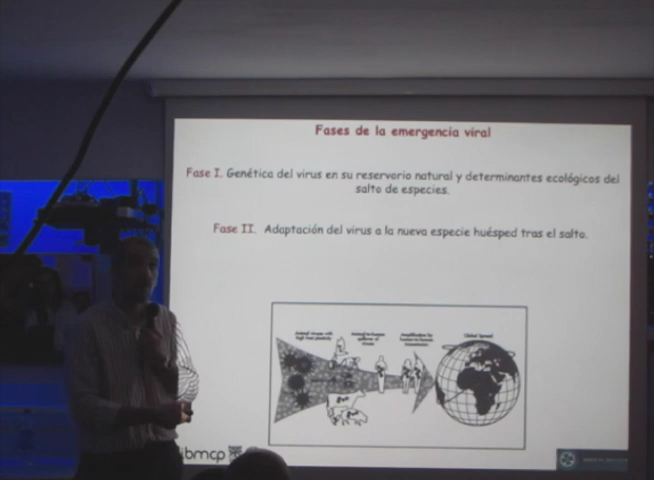 Fases de la emergencia viral
Fase I. Genética del virus en su reservorio natural y determinantes ecológicos del
salto de especies.
Fase II. Adaptación del virus a la nueva especie huésped tras el salto.
Global Spread
bmcp